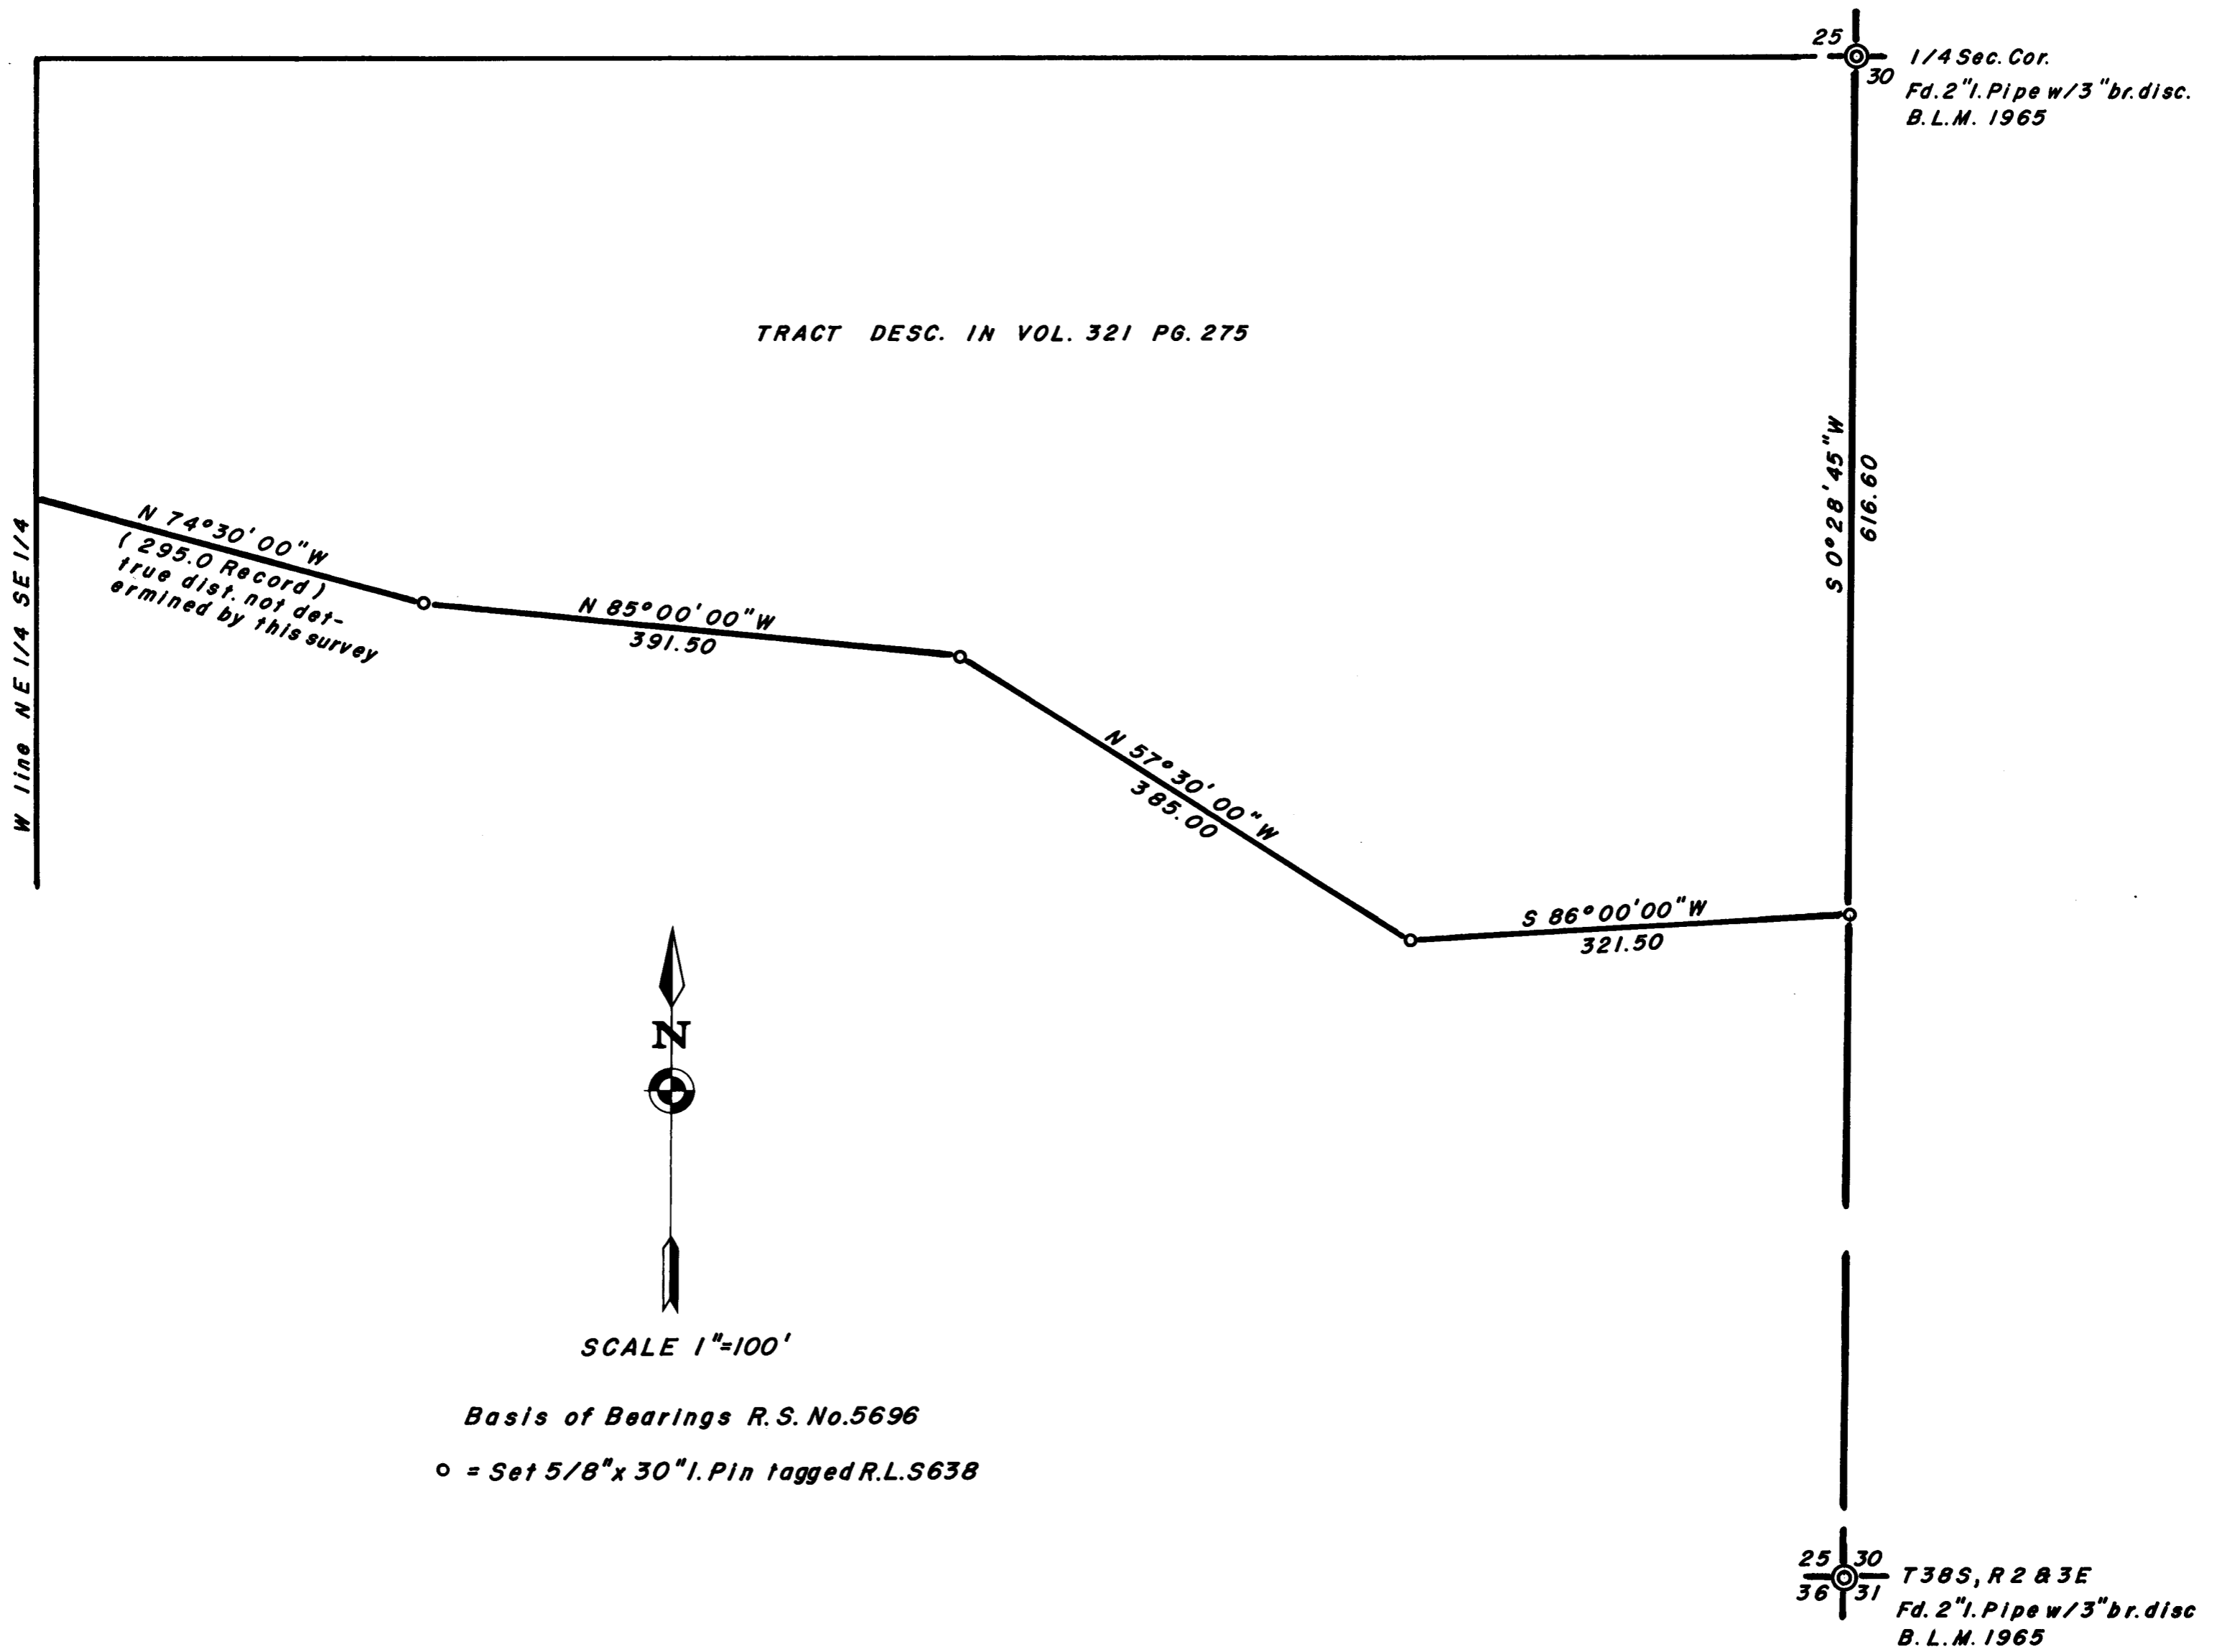 25
30
1/4 Sec. Cor.
Fd. 2" I. Pipe w/3" br. disc.
B.L.M. 1965
TRACT DESC. IN VOL. 321 PG. 275
S 0° 28' 45" W
616.60
W line NE 1/4 SE 1/4
N 74° 30' 00" W
(295.0 Record)
true dist. not det-
ermined by this survey
N 85° 00' 00" W
391.50
N 57° 30' 00" W
385.00
S 86° 00' 00" W
321.50
N
SCALE 1"=100'
Basis of Bearings R.S. No. 5696
= Set 5/8" x 30" I. Pin tagged R.L.S638
25 30
36 31
T38S, R 2 & 3E
Fd. 2" I. Pipe w/3" br. disc
B.L.M. 1965